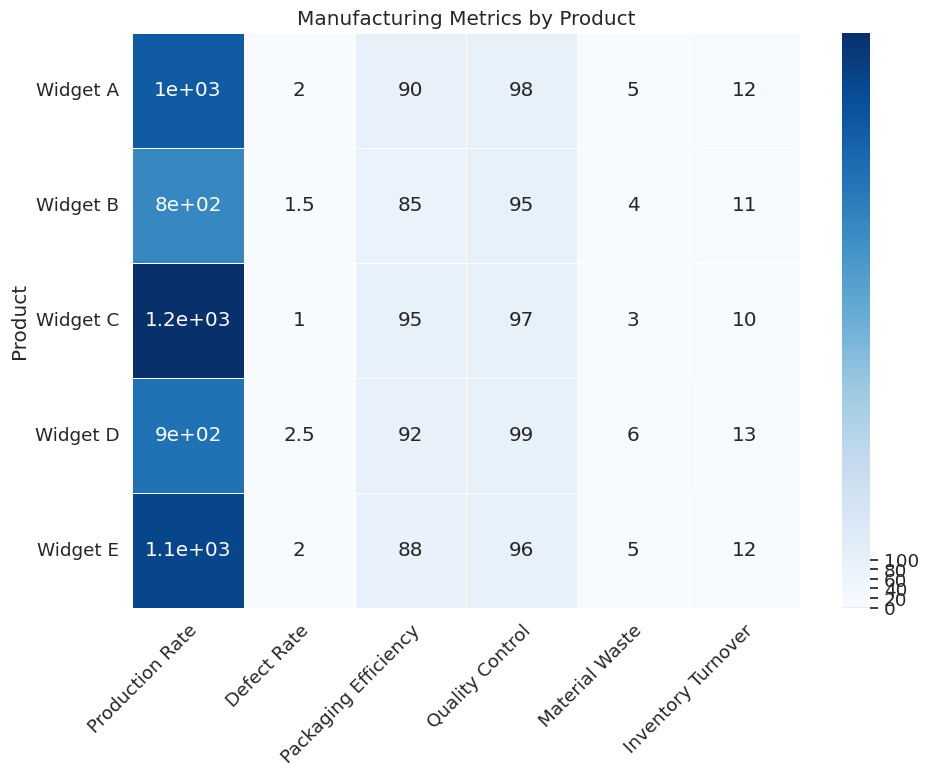 Manufacturing Metrics by Product
Product
Widget A 1e+03 2 90 98 5 12
Widget B 8e+02 1.5 85 95 4 11
Widget C 1.2e+03 1 95 97 3 10
Widget D 9e+02 2.5 92 99 6 13
Widget E 1.1e+03 2 88 96 5 12
Production Rate
Defect Rate
Packaging Efficiency
Quality Control
Material Waste
Inventory Turnover
100
80
60
40
20
0